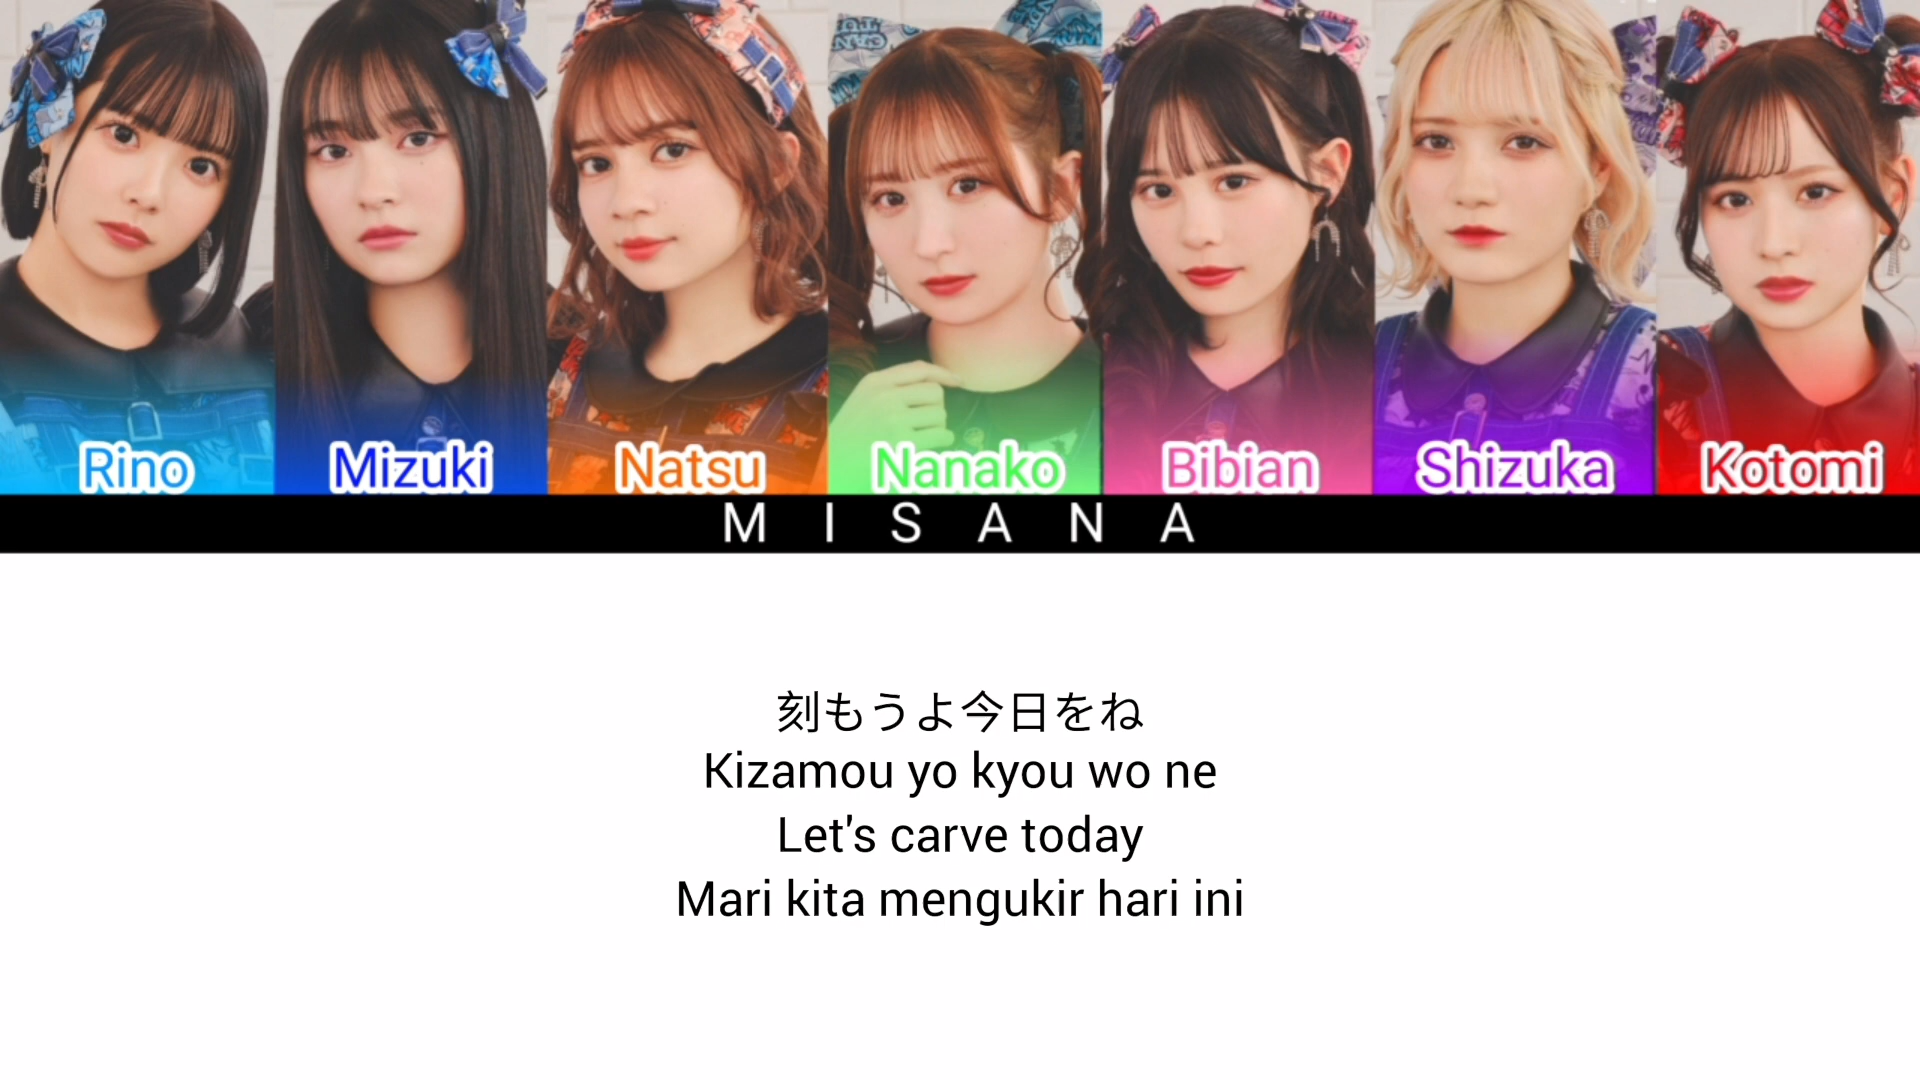 Rino Mizuki Natsu Nanako Bibian Shizuka Kotomi
MISANA
刻もうよ今日をね
Kizamou yo kyou wo ne
Let's carve today
Mari kita mengukir hari ini